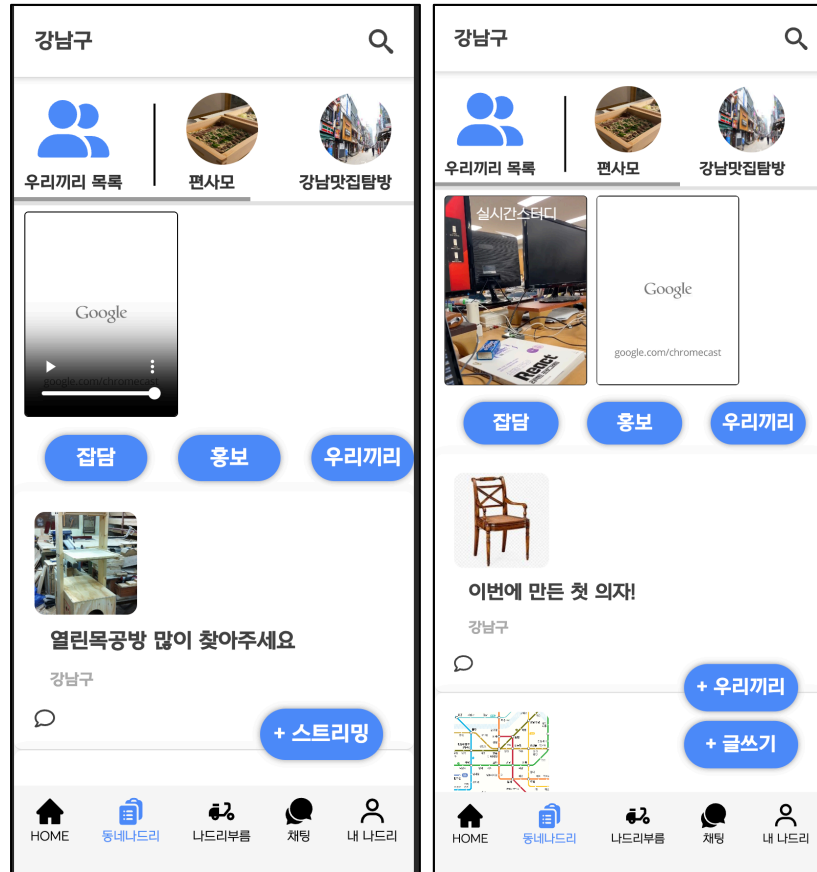 강남구
우리끼리 목록
편사모
강남맛집탐방
Google
google.com/chromecast
잡담
홍보
우리끼리
열린목공방 많이 찾아주세요
강남구
+ 스트리밍
HOME
동네나드리
나드리부름
채팅
내 나드리
강남구
우리끼리 목록
편사모
강남맛집탐방
실시간스터디
React
Google
google.com/chromecast
잡담
홍보
우리끼리
이번에 만든 첫 의자!
강남구
+ 우리끼리
+ 글쓰기
HOME
동네나드리
나드리부름
채팅
내 나드리